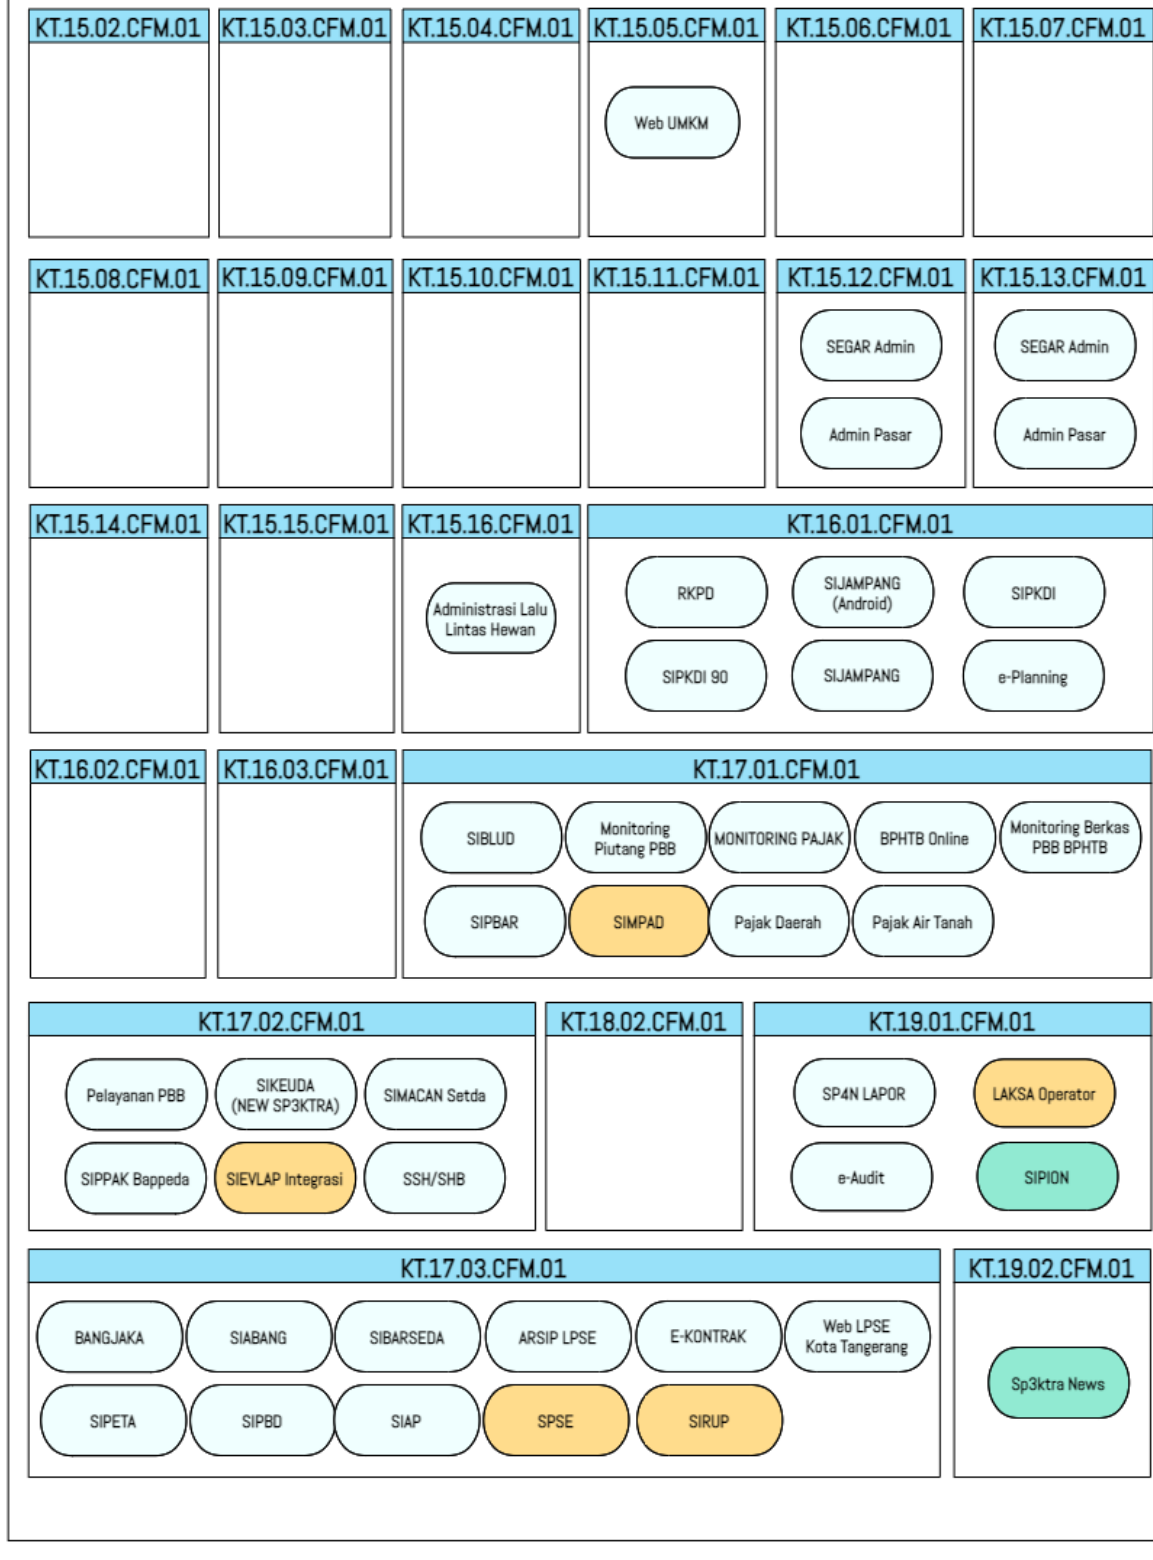 KT.15.02.CFM.01
KT.15.03.CFM.01
KT.15.04.CFM.01
KT.15.05.CFM.01
KT.15.06.CFM.01
KT.15.07.CFM.01
Web UMKM
KT.15.08.CFM.01
KT.15.09.CFM.01
KT.15.10.CFM.01
KT.15.11.CFM.01
KT.15.12.CFM.01
KT.15.13.CFM.01
SEGAR Admin
SEGAR Admin
Admin Pasar
Admin Pasar
KT.15.14.CFM.01
KT.15.15.CFM.01
KT.15.16.CFM.01
KT.16.01.CFM.01
Administrasi Lalu
Lintas Hewan
RKPD
SIJAMPANG
(Android)
SIPKDI
SIPKDI 90
SIJAMPANG
e-Planning
KT.16.02.CFM.01
KT.16.03.CFM.01
KT.17.01.CFM.01
SIBLUD
Monitoring
Piutang PBB
MONITORING PAJAK
BPHTB Online
Monitoring Berkas
PBB BPHTB
SIPBAR
SIMPAD
Pajak Daerah
Pajak Air Tanah
KT.17.02.CFM.01
KT.18.02.CFM.01
KT.19.01.CFM.01
Pelayanan PBB
SIKEUDA
(NEW SP3KTRA)
SIMACAN Setda
SIPPAK Bappeda
SIEVLAP Integrasi
SSH/SHB
SP4N LAPOR
LAKSA Operator
e-Audit
SIPION
KT.17.03.CFM.01
KT.19.02.CFM.01
BANGJAKA
SIABANG
SIBARSEDA
ARSIP LPSE
E-KONTRAK
Web LPSE
Kota Tangerang
SIPETA
SIPBD
SIAP
SPSE
SIRUP
Sp3ktra News